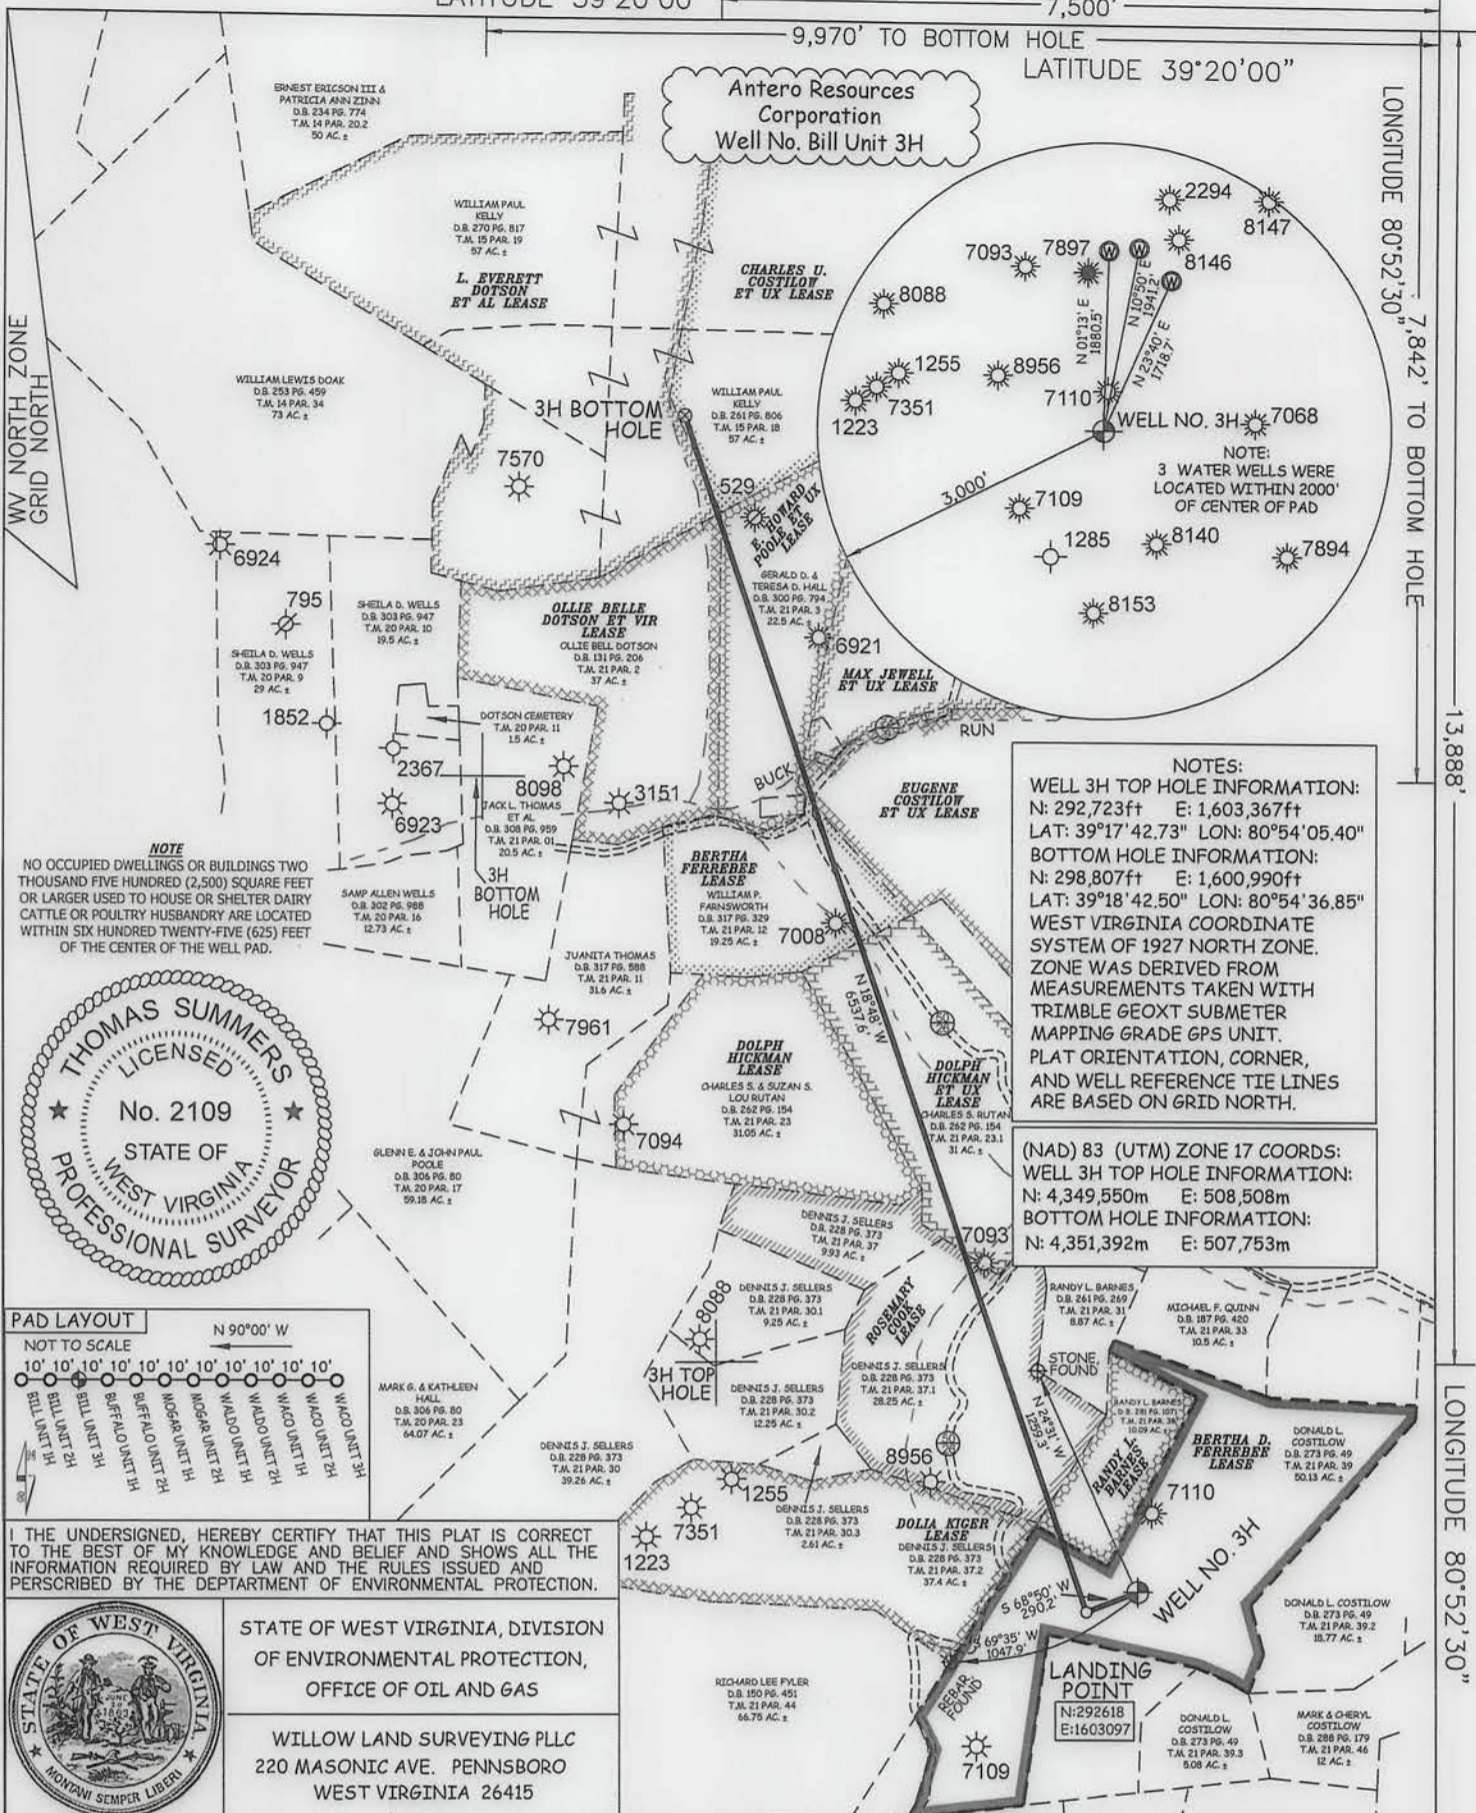 LATITUDE 39°20'00"
7,500'
9,970' TO BOTTOM HOLE
LATITUDE 39°20'00"
Antero Resources
Corporation
Well No. Bill Unit 3H
LONGITUDE 80°52'30"
7,842' TO BOTTOM HOLE
13,888'
LONGITUDE 80°52'30"
WV NORTH ZONE
GRID NORTH
ERNEST ERICSON III &
PATRICIA ANN ZINN
D.B. 234 PG. 774
T.M. 14 PAR. 20.2
50 AC. ±
WILLIAM PAUL
KELLY
D.B. 270 PG. 817
T.M. 15 PAR. 19
57 AC. ±
L. EVERETT
DOTSON
ET AL LEASE
CHARLES U.
COSTILOW
ET UX LEASE
WILLIAM LEWIS DOAK
D.B. 253 PG. 459
T.M. 14 PAR. 34
73 AC. ±
3H BOTTOM
HOLE
WILLIAM PAUL
KELLY
D.B. 261 PG. 806
T.M. 15 PAR. 18
57 AC. ±
2294
8147
7093
7897
8146
8088
N 01°13' E
1880.5'
N 10°50' E
1941.2'
N 23°40' E
1718.7'
1255
8956
7351
7110
1223
WELL NO. 3H
7068
NOTE:
3 WATER WELLS WERE
LOCATED WITHIN 2000'
OF CENTER OF PAD
3,000'
7109
1285
8140
7894
8153
7570
529
E. HOWARD
POOLE ET UX
LEASE
6924
795
SHEILA D. WELLS
D.B. 303 PG. 947
T.M. 20 PAR. 10
19.5 AC. ±
SHEILA D. WELLS
D.B. 303 PG. 947
T.M. 20 PAR. 9
29 AC. ±
OLLIE BELLE
DOTSON ET VIR
LEASE
OLLIE BELL DOTSON
D.B. 131 PG. 206
T.M. 21 PAR. 2
37 AC. ±
GERALD D. &
TERESA D. HALL
D.B. 300 PG. 794
T.M. 21 PAR. 3
22.5 AC. ±
6921
MAX JEWELL
ET UX LEASE
1852
DOTSON CEMETERY
T.M. 20 PAR. 11
1.5 AC. ±
RUN
BUCK
2367
8098
3151
6923
JACK L. THOMAS
ET AL
D.B. 308 PG. 959
T.M. 21 PAR. 01
20.5 AC. ±
3H
BOTTOM
HOLE
EUGENE
COSTILOW
ET UX LEASE
NOTE
NO OCCUPIED DWELLINGS OR BUILDINGS TWO
THOUSAND FIVE HUNDRED (2,500) SQUARE FEET
OR LARGER USED TO HOUSE OR SHELTER DAIRY
CATTLE OR POULTRY HUSBANDRY ARE LOCATED
WITHIN SIX HUNDRED TWENTY-FIVE (625) FEET
OF THE CENTER OF THE WELL PAD.
SAMP ALLEN WELLS
D.B. 302 PG. 988
T.M. 20 PAR. 16
12.73 AC. ±
BERTHA
FERREBEE
LEASE
WILLIAM P.
FARNSWORTH
D.B. 317 PG. 329
T.M. 21 PAR. 12
19.25 AC. ±
7008
JUANITA THOMAS
D.B. 317 PG. 588
T.M. 21 PAR. 11
31.6 AC. ±
7961
N 18°48' W
6537.6'
NOTES:
WELL 3H TOP HOLE INFORMATION:
N: 292,723ft E: 1,603,367ft
LAT: 39°17'42.73" LON: 80°54'05.40"
BOTTOM HOLE INFORMATION:
N: 298,807ft E: 1,600,990ft
LAT: 39°18'42.50" LON: 80°54'36.85"
WEST VIRGINIA COORDINATE
SYSTEM OF 1927 NORTH ZONE.
ZONE WAS DERIVED FROM
MEASUREMENTS TAKEN WITH
TRIMBLE GEOXT SUBMETER
MAPPING GRADE GPS UNIT.
PLAT ORIENTATION, CORNER,
AND WELL REFERENCE TIE LINES
ARE BASED ON GRID NORTH.
(NAD) 83 (UTM) ZONE 17 COORDS:
WELL 3H TOP HOLE INFORMATION:
N: 4,349,550m E: 508,508m
BOTTOM HOLE INFORMATION:
N: 4,351,392m E: 507,753m
THOMAS SUMMERS
LICENSED
No. 2109
STATE OF
WEST VIRGINIA
PROFESSIONAL SURVEYOR
DOLPH
HICKMAN
LEASE
CHARLES S. & SUZAN S.
LOU RUTAN
D.B. 262 PG. 154
T.M. 21 PAR. 23
31.05 AC. ±
DOLPH
HICKMAN
ET UX
LEASE
CHARLES S. RUTAN
D.B. 262 PG. 154
T.M. 21 PAR. 23.1
31 AC. ±
7094
GLENN E. & JOHN PAUL
POOLE
D.B. 306 PG. 80
T.M. 20 PAR. 17
59.18 AC. ±
DENNIS J. SELLERS
D.B. 228 PG. 373
T.M. 21 PAR. 37
9.93 AC. ±
7093
DENNIS J. SELLERS
D.B. 228 PG. 373
T.M. 21 PAR. 30.1
9.25 AC. ±
8088
3H TOP
HOLE
ROSEMARY
COOK
LEASE
RANDY L. BARNES
D.B. 261 PG. 269
T.M. 21 PAR. 31
8.87 AC. ±
MICHAEL F. QUINN
D.B. 187 PG. 420
T.M. 21 PAR. 33
10.5 AC. ±
STONE
FOUND
PAD LAYOUT
NOT TO SCALE
N 90°00' W
10' 10' 10' 10' 10' 10' 10' 10' 10' 10' 10'
BILL UNIT 1H
BILL UNIT 2H
BILL UNIT 3H
BUFFALO UNIT 1H
BUFFALO UNIT 2H
MOGAR UNIT 1H
MOGAR UNIT 2H
WALDO UNIT 1H
WALDO UNIT 2H
WACO UNIT 1H
WACO UNIT 2H
WACO UNIT 3H
MARK G. & KATHLEEN
HALL
D.B. 306 PG. 80
T.M. 20 PAR. 23
64.07 AC. ±
DENNIS J. SELLERS
D.B. 228 PG. 373
T.M. 21 PAR. 37.1
28.25 AC. ±
DENNIS J. SELLERS
D.B. 228 PG. 373
T.M. 21 PAR. 30.2
12.25 AC. ±
N 24°31' W
1259.3'
RANDY L. BARNES
T.M. 21 PAR. 38
10.09 AC. ±
RANDY L.
BARNES
LEASE
BERTHA D.
FERREBEE
LEASE
DONALD L.
COSTILOW
D.B. 273 PG. 49
T.M. 21 PAR. 39
50.13 AC. ±
DENNIS J. SELLERS
D.B. 228 PG. 373
T.M. 21 PAR. 30
39.26 AC. ±
8956
1255
7351
1223
7110
DENNIS J. SELLERS
D.B. 228 PG. 373
T.M. 21 PAR. 30.3
2.61 AC. ±
DOLIA KIGER
LEASE
DENNIS J. SELLERS
D.B. 228 PG. 373
T.M. 21 PAR. 37.2
37.4 AC. ±
WELL NO. 3H
I THE UNDERSIGNED, HEREBY CERTIFY THAT THIS PLAT IS CORRECT
TO THE BEST OF MY KNOWLEDGE AND BELIEF AND SHOWS ALL THE
INFORMATION REQUIRED BY LAW AND THE RULES ISSUED AND
PERSCRIBED BY THE DEPTARTMENT OF ENVIRONMENTAL PROTECTION.
S 68°50' W
290.2'
S 69°35' W
1047.9'
REBAR
FOUND
LANDING
POINT
N:292618
E:1603097
DONALD L. COSTILOW
D.B. 273 PG. 49
T.M. 21 PAR. 39.2
18.77 AC. ±
RICHARD LEE FYLER
D.B. 150 PG. 451
T.M. 21 PAR. 44
66.75 AC. ±
7109
DONALD L.
COSTILOW
D.B. 273 PG. 49
T.M. 21 PAR. 39.3
5.08 AC. ±
MARK & CHERYL
COSTILOW
D.B. 288 PG. 179
T.M. 21 PAR. 46
12 AC. ±
STATE OF WEST VIRGINIA
JUNE
20
1863
MONTANI SEMPER LIBERI
STATE OF WEST VIRGINIA, DIVISION
OF ENVIRONMENTAL PROTECTION,
OFFICE OF OIL AND GAS
WILLOW LAND SURVEYING PLLC
220 MASONIC AVE. PENNSBORO
WEST VIRGINIA 26415